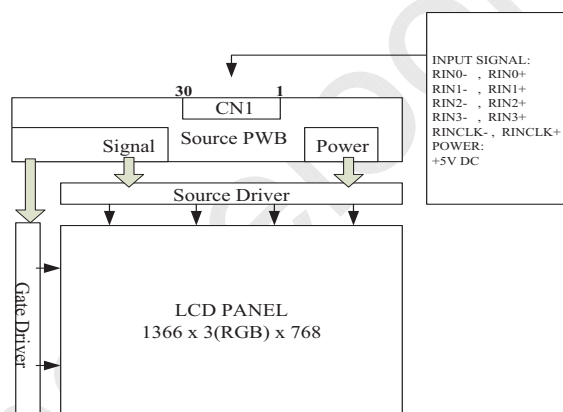 INPUT SIGNAL:
RIN0- , RIN0+
RIN1- , RIN1+
RIN2- , RIN2+
RIN3- , RIN3+
RINCLK- , RINCLK+
POWER:
+5V DC
30 1
CN1
Source PWB
Signal
Power
Source Driver
Gate Driver
LCD PANEL
1366 x 3(RGB) x 768